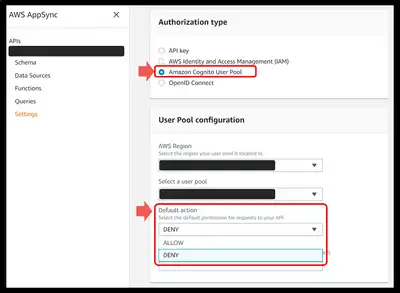 AWS AppSync
APIs
Schema
Data Sources
Functions
Queries
Settings
Authorization type
API key
AWS Identity and Access Management (IAM)
Amazon Cognito User Pool
OpenID Connect
User Pool configuration
AWS Region
Select the region your user pool is located in.
Select a user pool
Default action
Select the default permission for requests to your API.
DENY
ALLOW
DENY